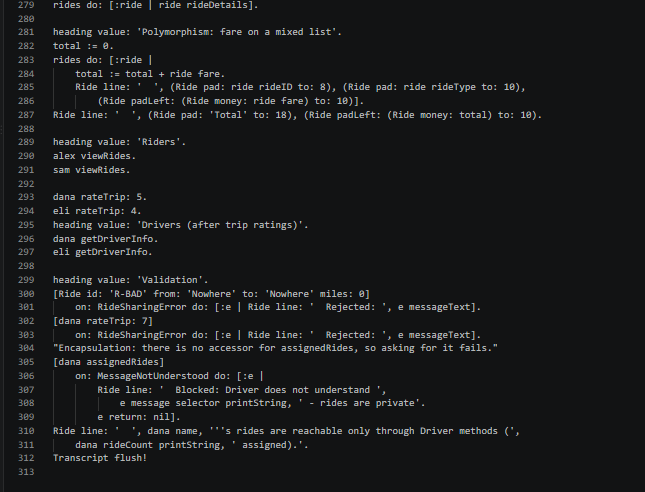 279 rides do: [:ride | ride rideDetails].
280
281 heading value: 'Polymorphism: fare on a mixed list'.
282 total := 0.
283 rides do: [:ride |
284     total := total + ride fare.
285     Ride line: '  ', (Ride pad: ride rideID to: 8), (Ride pad: ride rideType to: 10),
286         (Ride padLeft: (Ride money: ride fare) to: 10)].
287 Ride line: '  ', (Ride pad: 'Total' to: 18), (Ride padLeft: (Ride money: total) to: 10).
288
289 heading value: 'Riders'.
290 alex viewRides.
291 sam viewRides.
292
293 dana rateTrip: 5.
294 eli rateTrip: 4.
295 heading value: 'Drivers (after trip ratings)'.
296 dana getDriverInfo.
297 eli getDriverInfo.
298
299 heading value: 'Validation'.
300 [Ride id: 'R-BAD' from: 'Nowhere' to: 'Nowhere' miles: 0]
301     on: RideSharingError do: [:e | Ride line: '  Rejected: ', e messageText].
302 [dana rateTrip: 7]
303     on: RideSharingError do: [:e | Ride line: '  Rejected: ', e messageText].
304 "Encapsulation: there is no accessor for assignedRides, so asking for it fails."
305 [dana assignedRides]
306     on: MessageNotUnderstood do: [:e |
307         Ride line: '  Blocked: Driver does not understand ',
308             e message selector printString, ' - rides are private'.
309         e return: nil].
310 Ride line: '  ', dana name, '''s rides are reachable only through Driver methods (',
311     dana rideCount printString, ' assigned).'.
312 Transcript flush!
313